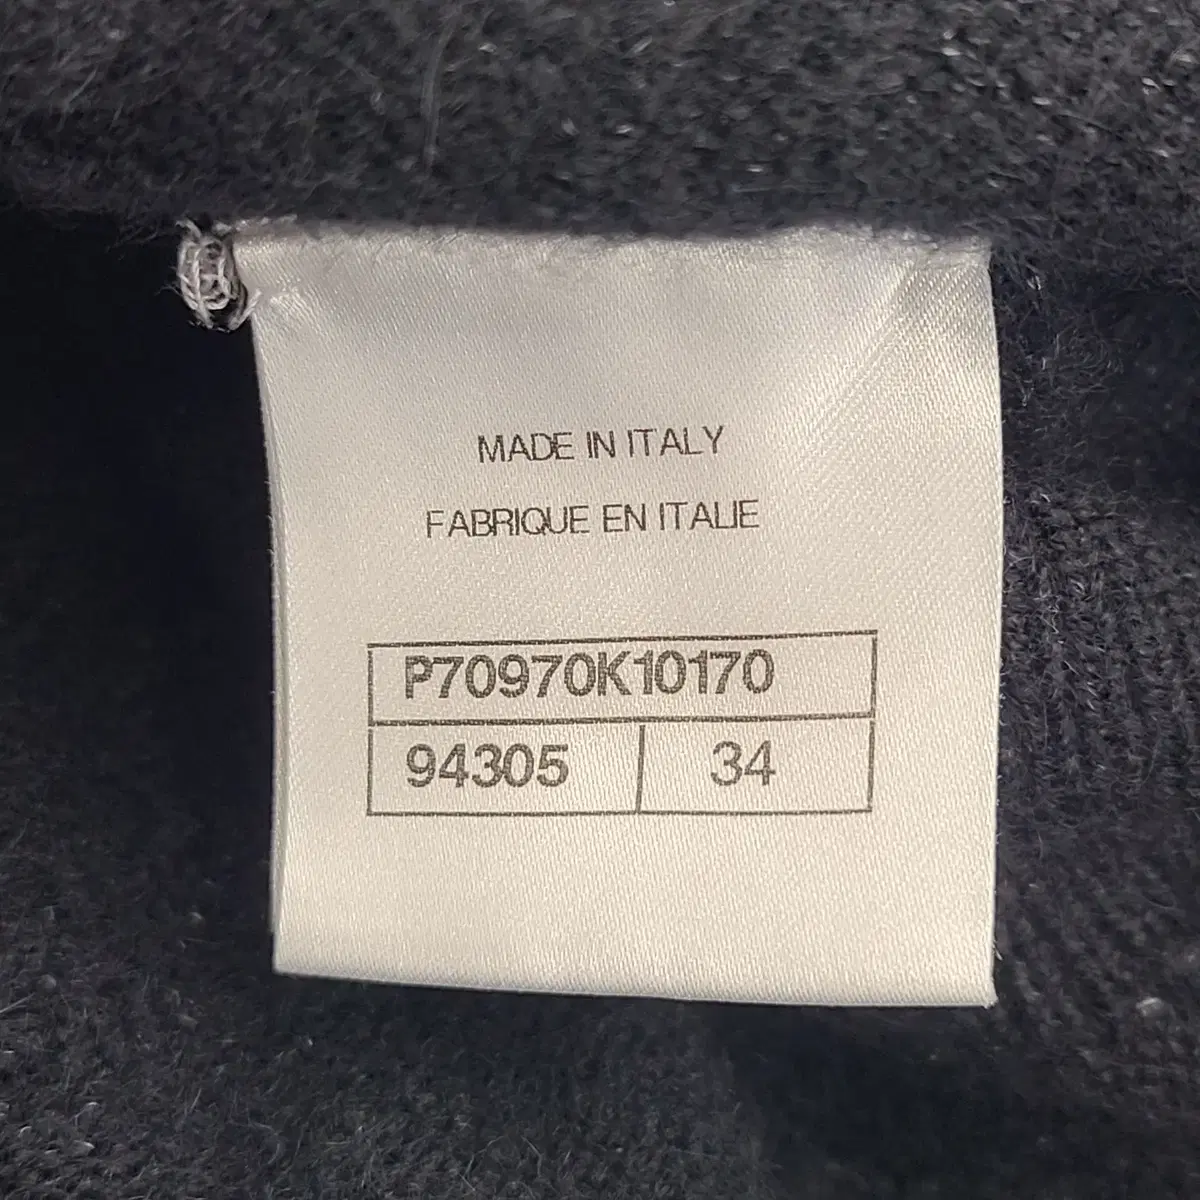 MADE IN ITALY
FABRIQUE EN ITALIE
P70970K10170
94305 34